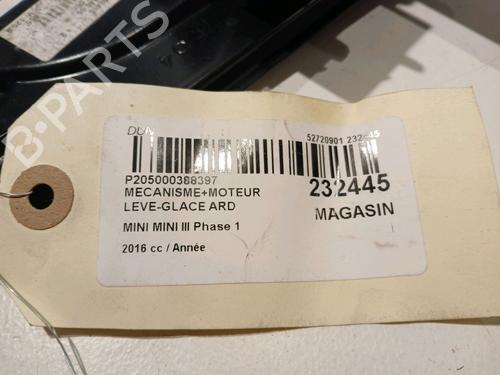 B-PARTS
DUN
52720901 232445
P205000388397
MECANISME+MOTEUR
LEVE-GLACE ARD
232445
MAGASIN
MINI MINI III Phase 1
2016 cc / Année